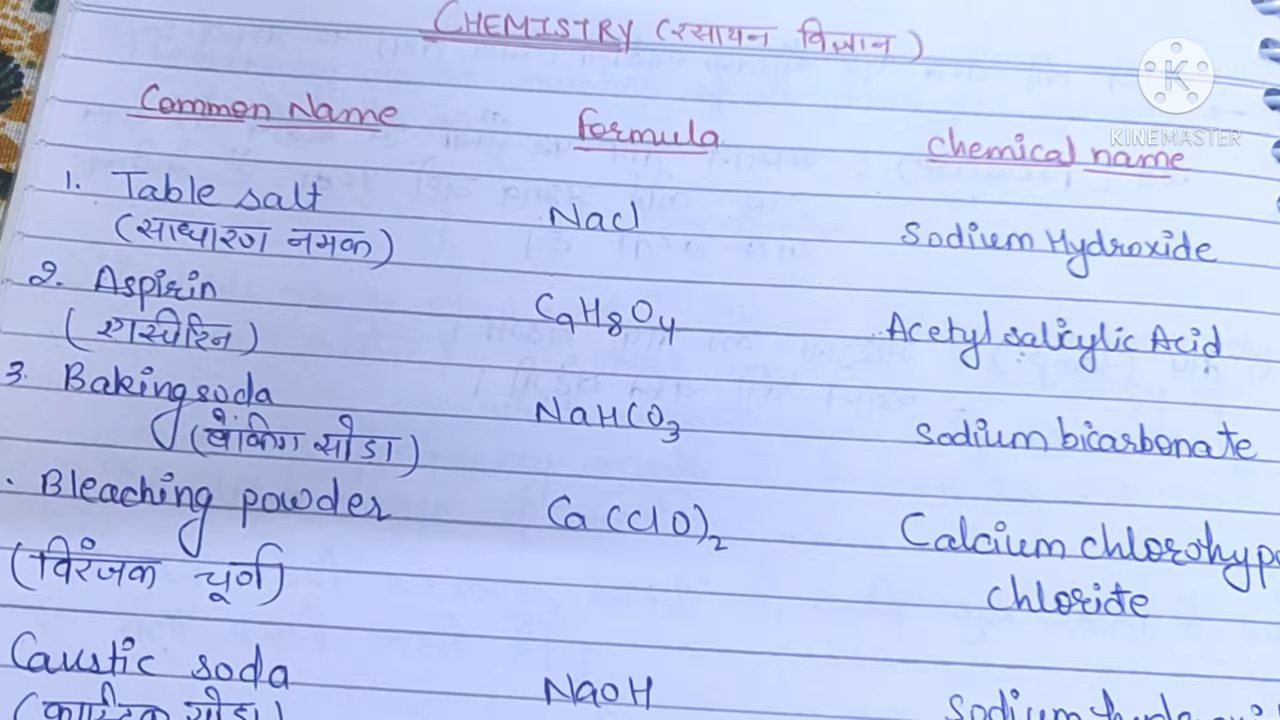 CHEMISTRY (रसायन विज्ञान)
KINEMASTER
Common Name Formula Chemical name
1. Table salt NaCl Sodium Hydroxide
(साधारण नमक)
2. Aspirin C9H8O4 Acetyl salicylic Acid
(एस्पीरिन)
3. Baking soda NaHCO3 Sodium bicarbonate
(बेंकिंग सोडा)
. Bleaching powder Ca(ClO)2 Calcium chlorohypo
(विरंजक चूर्ण) chloride
Caustic soda NaOH Sodium
सोडा)